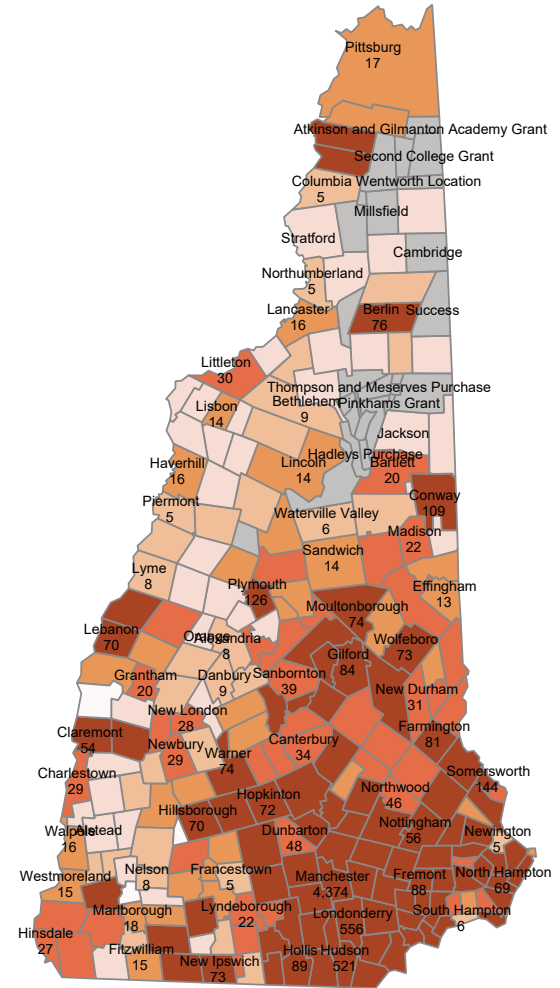 Pittsburg
17
Atkinson and Gilmanton Academy Grant
Second College Grant
Columbia
5
Wentworth Location
Millsfield
Stratford
Cambridge
Northumberland
5
Lancaster
16
Berlin
76
Success
Littleton
30
Thompson and Meserves Purchase
Bethlehem
9
Pinkhams Grant
Lisbon
14
Jackson
Hadleys Purchase
Haverhill
16
Lincoln
14
Bartlett
20
Conway
109
Piermont
5
Waterville Valley
6
Madison
22
Sandwich
14
Lyme
8
Plymouth
126
Effingham
13
Moultonborough
74
Lebanon
70
Orange
Alexandria
8
Wolfeboro
73
Gilford
84
Grantham
20
Danbury
9
Sanbornton
39
New Durham
31
New London
28
Claremont
54
Newbury
29
Warner
74
Canterbury
34
Farmington
81
Charlestown
29
Somersworth
144
Hopkinton
72
Northwood
46
Hillsborough
70
Walpole
16
Alstead
Dunbarton
48
Nottingham
56
Newington
5
Westmoreland
15
Nelson
8
Francestown
5
Manchester
4,374
Fremont
88
North Hampton
69
Marlborough
18
Lyndeborough
22
Londonderry
556
South Hampton
6
Hinsdale
27
Fitzwilliam
15
New Ipswich
73
Hollis
89
Hudson
521